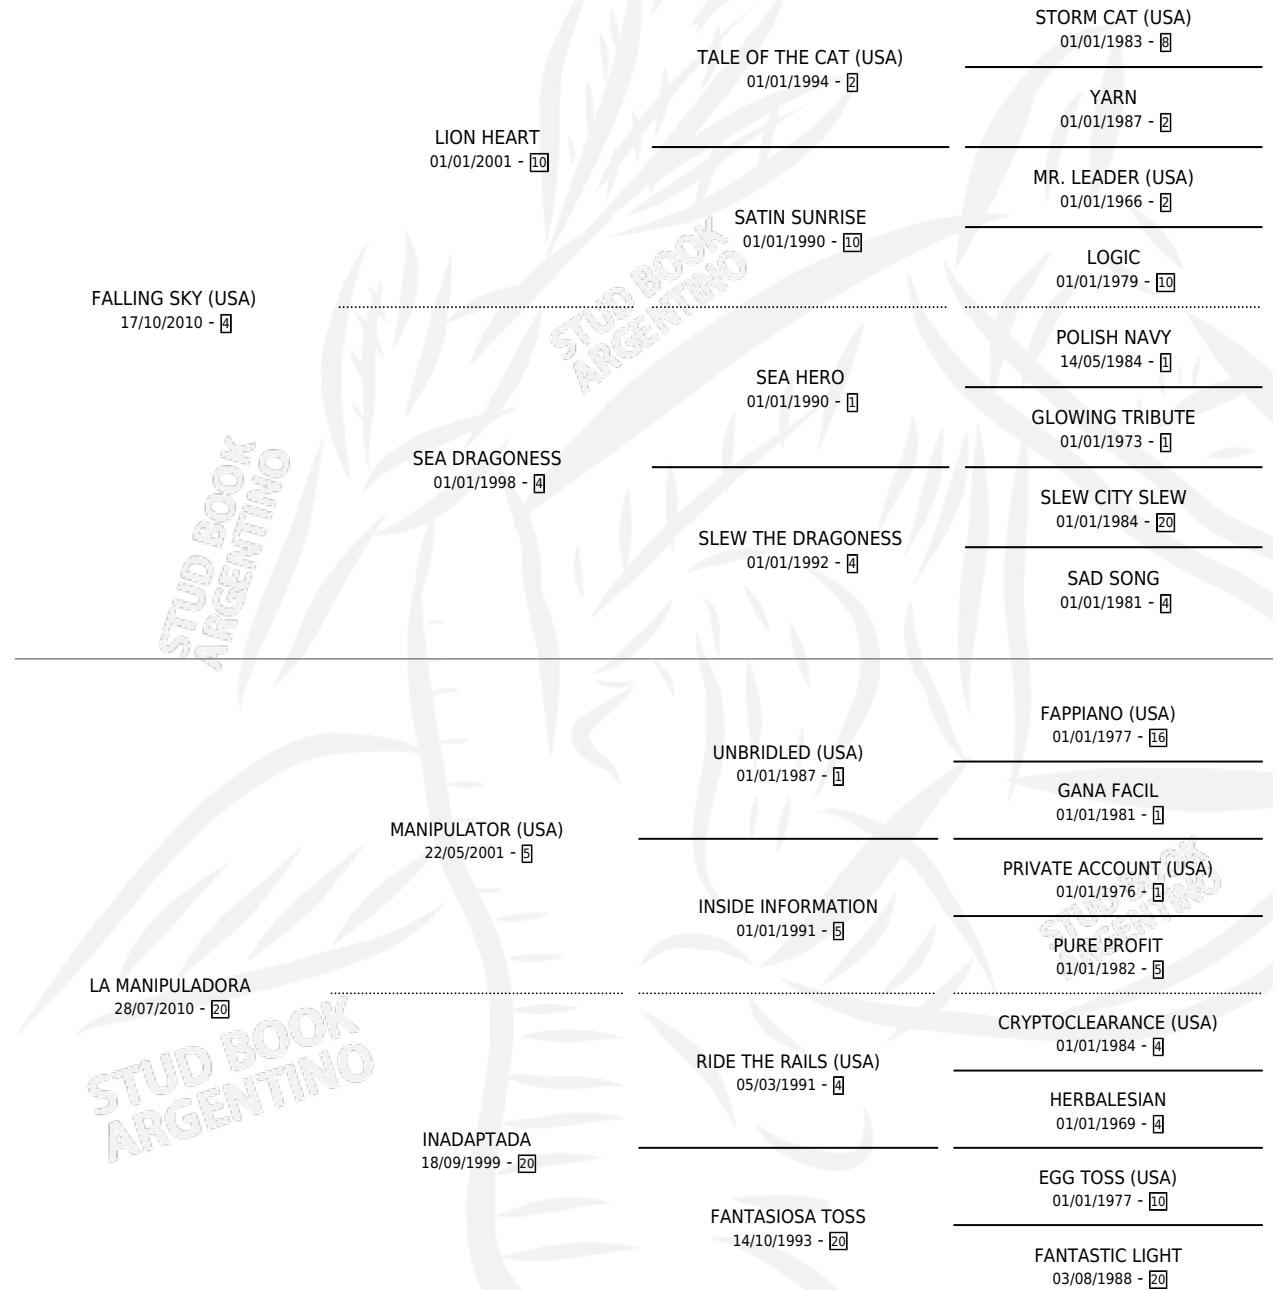 STORM CAT (USA)
01/01/1983 - 8
TALE OF THE CAT (USA)
01/01/1994 - 2
YARN
01/01/1987 - 2
LION HEART
01/01/2001 - 10
MR. LEADER (USA)
01/01/1966 - 2
SATIN SUNRISE
01/01/1990 - 10
LOGIC
01/01/1979 - 10
FALLING SKY (USA)
17/10/2010 - 4
POLISH NAVY
14/05/1984 - 1
SEA HERO
01/01/1990 - 1
GLOWING TRIBUTE
01/01/1973 - 1
SEA DRAGONESS
01/01/1998 - 4
SLEW CITY SLEW
01/01/1984 - 20
SLEW THE DRAGONESS
01/01/1992 - 4
SAD SONG
01/01/1981 - 4
FAPPIANO (USA)
01/01/1977 - 16
UNBRIDLED (USA)
01/01/1987 - 1
GANA FACIL
01/01/1981 - 1
MANIPULATOR (USA)
22/05/2001 - 5
PRIVATE ACCOUNT (USA)
01/01/1976 - 1
INSIDE INFORMATION
01/01/1991 - 5
PURE PROFIT
01/01/1982 - 5
LA MANIPULADORA
28/07/2010 - 20
CRYPTOCLEARANCE (USA)
01/01/1984 - 4
RIDE THE RAILS (USA)
05/03/1991 - 4
HERBALESIAN
01/01/1969 - 4
INADAPTADA
18/09/1999 - 20
EGG TOSS (USA)
01/01/1977 - 10
FANTASIOSA TOSS
14/10/1993 - 20
FANTASTIC LIGHT
03/08/1988 - 20
STUD BOOK
ARGENTINO
STUD BOOK
ARGENTINO
STUD BOOK
ARGENTINO
STUD BOOK
ARGENTINO